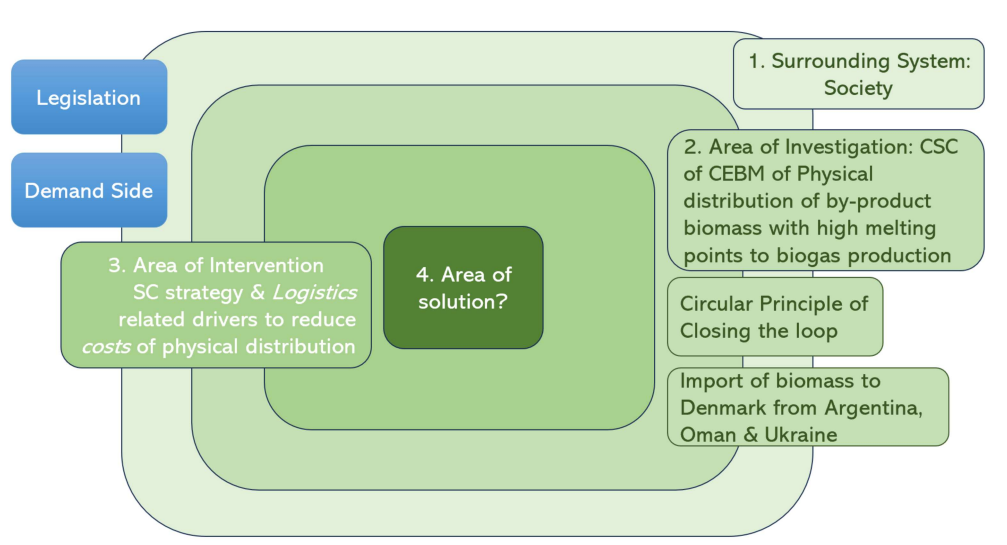 Legislation
Demand Side
1. Surrounding System:
Society
2. Area of Investigation: CSC
of CEBM of Physical
distribution of by-product
biomass with high melting
points to biogas production
3. Area of Intervention
SC strategy & Logistics
related drivers to reduce
costs of physical distribution
4. Area of
solution?
Circular Principle of
Closing the loop
Import of biomass to
Denmark from Argentina,
Oman & Ukraine